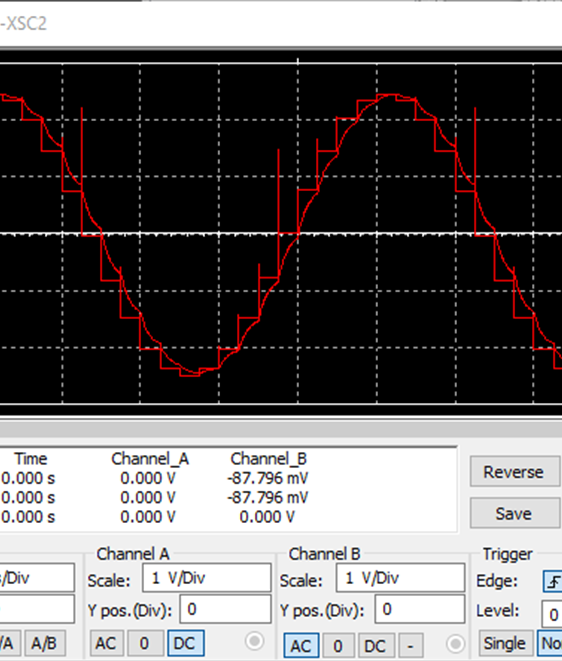 -XSC2
Time Channel_A Channel_B
0.000 s 0.000 V -87.796 mV
0.000 s 0.000 V -87.796 mV
0.000 s 0.000 V 0.000 V
Reverse
Save
Channel A Channel B Trigger
s/Div Scale: 1 V/Div Scale: 1 V/Div Edge:
Y pos.(Div): 0 Y pos.(Div): 0 Level: 0
/A A/B AC 0 DC AC 0 DC - Single No